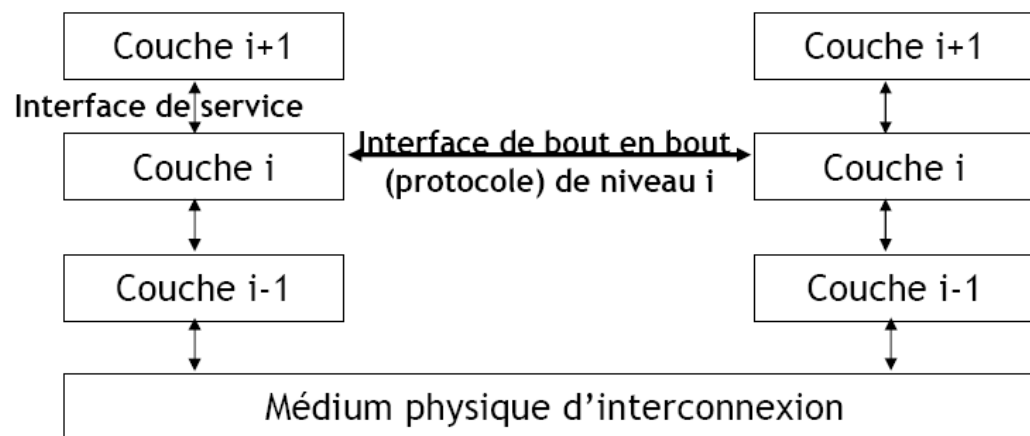 Couche i+1
Couche i+1
Interface de service
Couche i
Interface de bout en bout
(protocole) de niveau i
Couche i
Couche i-1
Couche i-1
Médium physique d'interconnexion